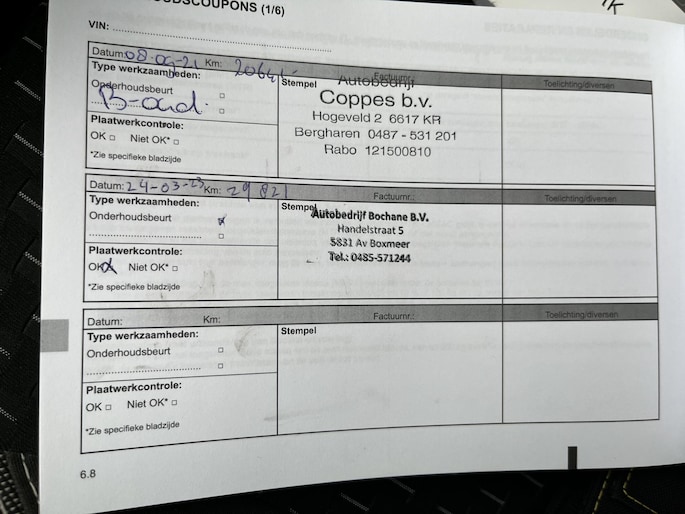 OUDSCOUPONS (1/6)
VIN:
Datum: 08-06-21 Km: 20641 Factuurnr.: Toelichting/diversen
Type werkzaamheden:
Onderhoudsbeurt
B-Ond.
Plaatwerkcontrole:
OK Niet OK*
*Zie specifieke bladzijde
Stempel
Autobedrijf
Coppes b.v.
Hogeveld 2 6617 KR
Bergharen 0487 - 531 201
Rabo 121500810
Datum: 24-03-23 Km: 29 821 Factuurnr.: Toelichting/diversen
Type werkzaamheden:
Onderhoudsbeurt
Plaatwerkcontrole:
OK Niet OK*
*Zie specifieke bladzijde
Stempel
Autobedrijf Bochane B.V.
Handelstraat 5
5831 Av Boxmeer
Tel.: 0485-571244
Datum: Km: Factuurnr.: Toelichting/diversen
Type werkzaamheden:
Onderhoudsbeurt
Plaatwerkcontrole:
OK Niet OK*
*Zie specifieke bladzijde
Stempel
6.8